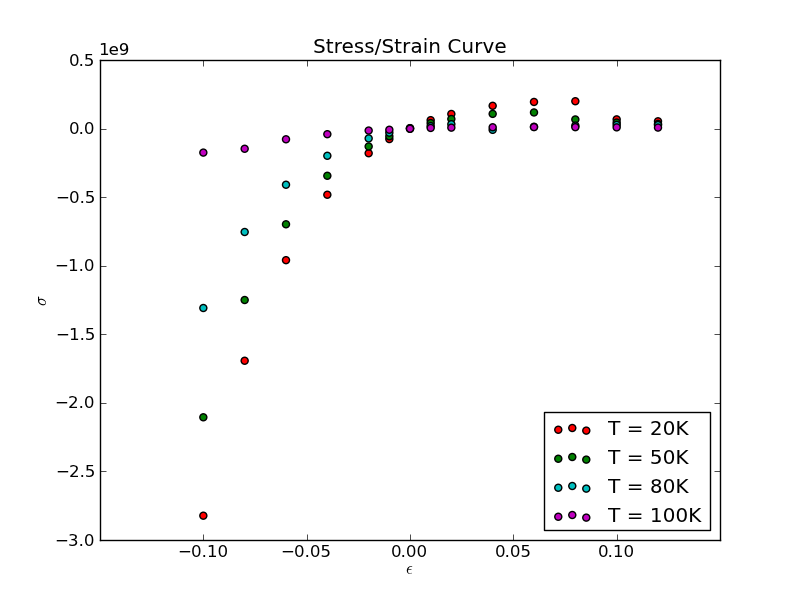 Stress/Strain Curve
1e9
0.5
0.0
−0.5
−1.0
−1.5
−2.0
−2.5
−3.0
σ
−0.10
−0.05
0.00
0.05
0.10
ϵ
T = 20K
T = 50K
T = 80K
T = 100K